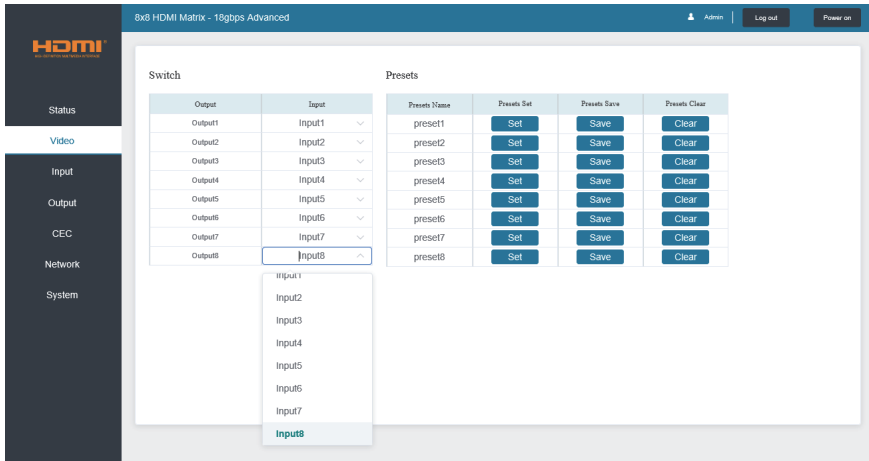 8x8 HDMI Matrix - 18gbps Advanced
Admin
Log out
Power on
HDMI
Status
Video
Input
Output
CEC
Network
System
Switch
Presets
Output Input
Presets Name Presets Set Presets Save Presets Clear
Output1 Input1 preset1 Set Save Clear
Output2 Input2 preset2 Set Save Clear
Output3 Input3 preset3 Set Save Clear
Output4 Input4 preset4 Set Save Clear
Output5 Input5 preset5 Set Save Clear
Output6 Input6 preset6 Set Save Clear
Output7 Input7 preset7 Set Save Clear
Output8 Input8 preset8 Set Save Clear
Input1
Input2
Input3
Input4
Input5
Input6
Input7
Input8